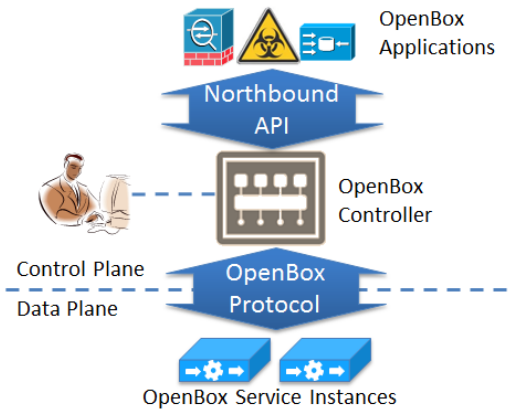 OpenBox
Applications
Northbound
API
OpenBox
Controller
Control Plane
OpenBox
Protocol
Data Plane
OpenBox Service Instances